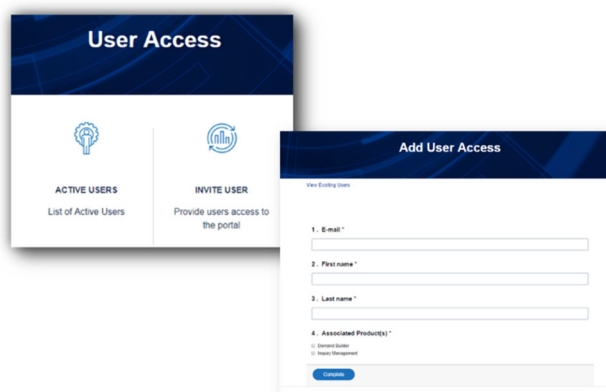 User Access
ACTIVE USERS
List of Active Users
INVITE USER
Provide users access to
the portal
Add User Access
View Existing Users
1 . E-mail *
2 . First name *
3 . Last name *
4 . Associated Product(s) *
Demand Builder
Inquiry Management
Complete